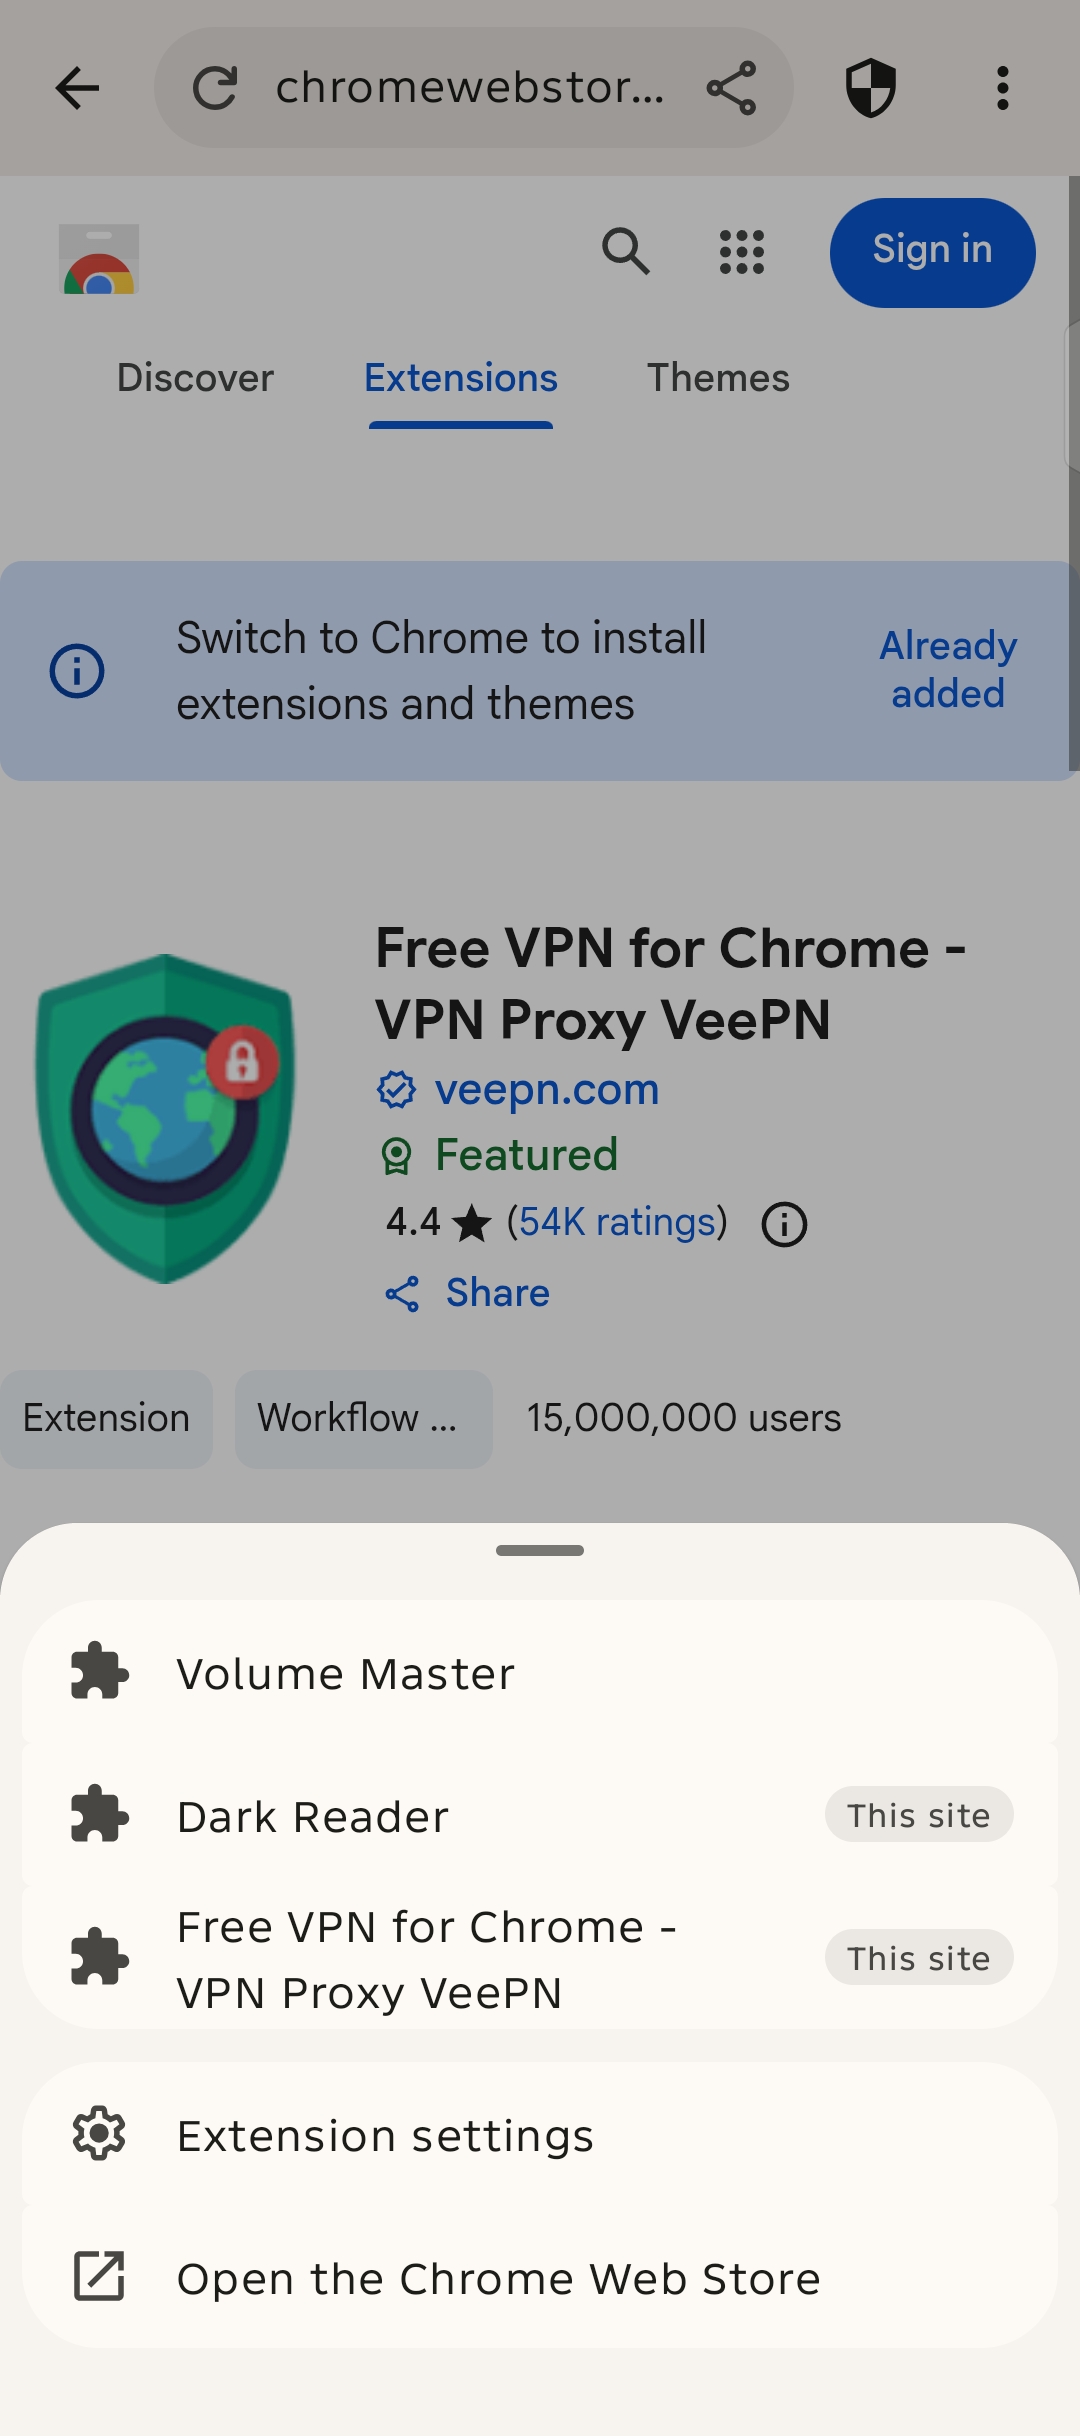 chromewebstor...
Sign in
Discover
Extensions
Themes
Switch to Chrome to install
extensions and themes
Already
added
Free VPN for Chrome -
VPN Proxy VeePN
veepn.com
Featured
4.4 ★ (54K ratings)
Share
Extension
Workflow ...
15,000,000 users
Volume Master
Dark Reader
This site
Free VPN for Chrome -
VPN Proxy VeePN
This site
Extension settings
Open the Chrome Web Store